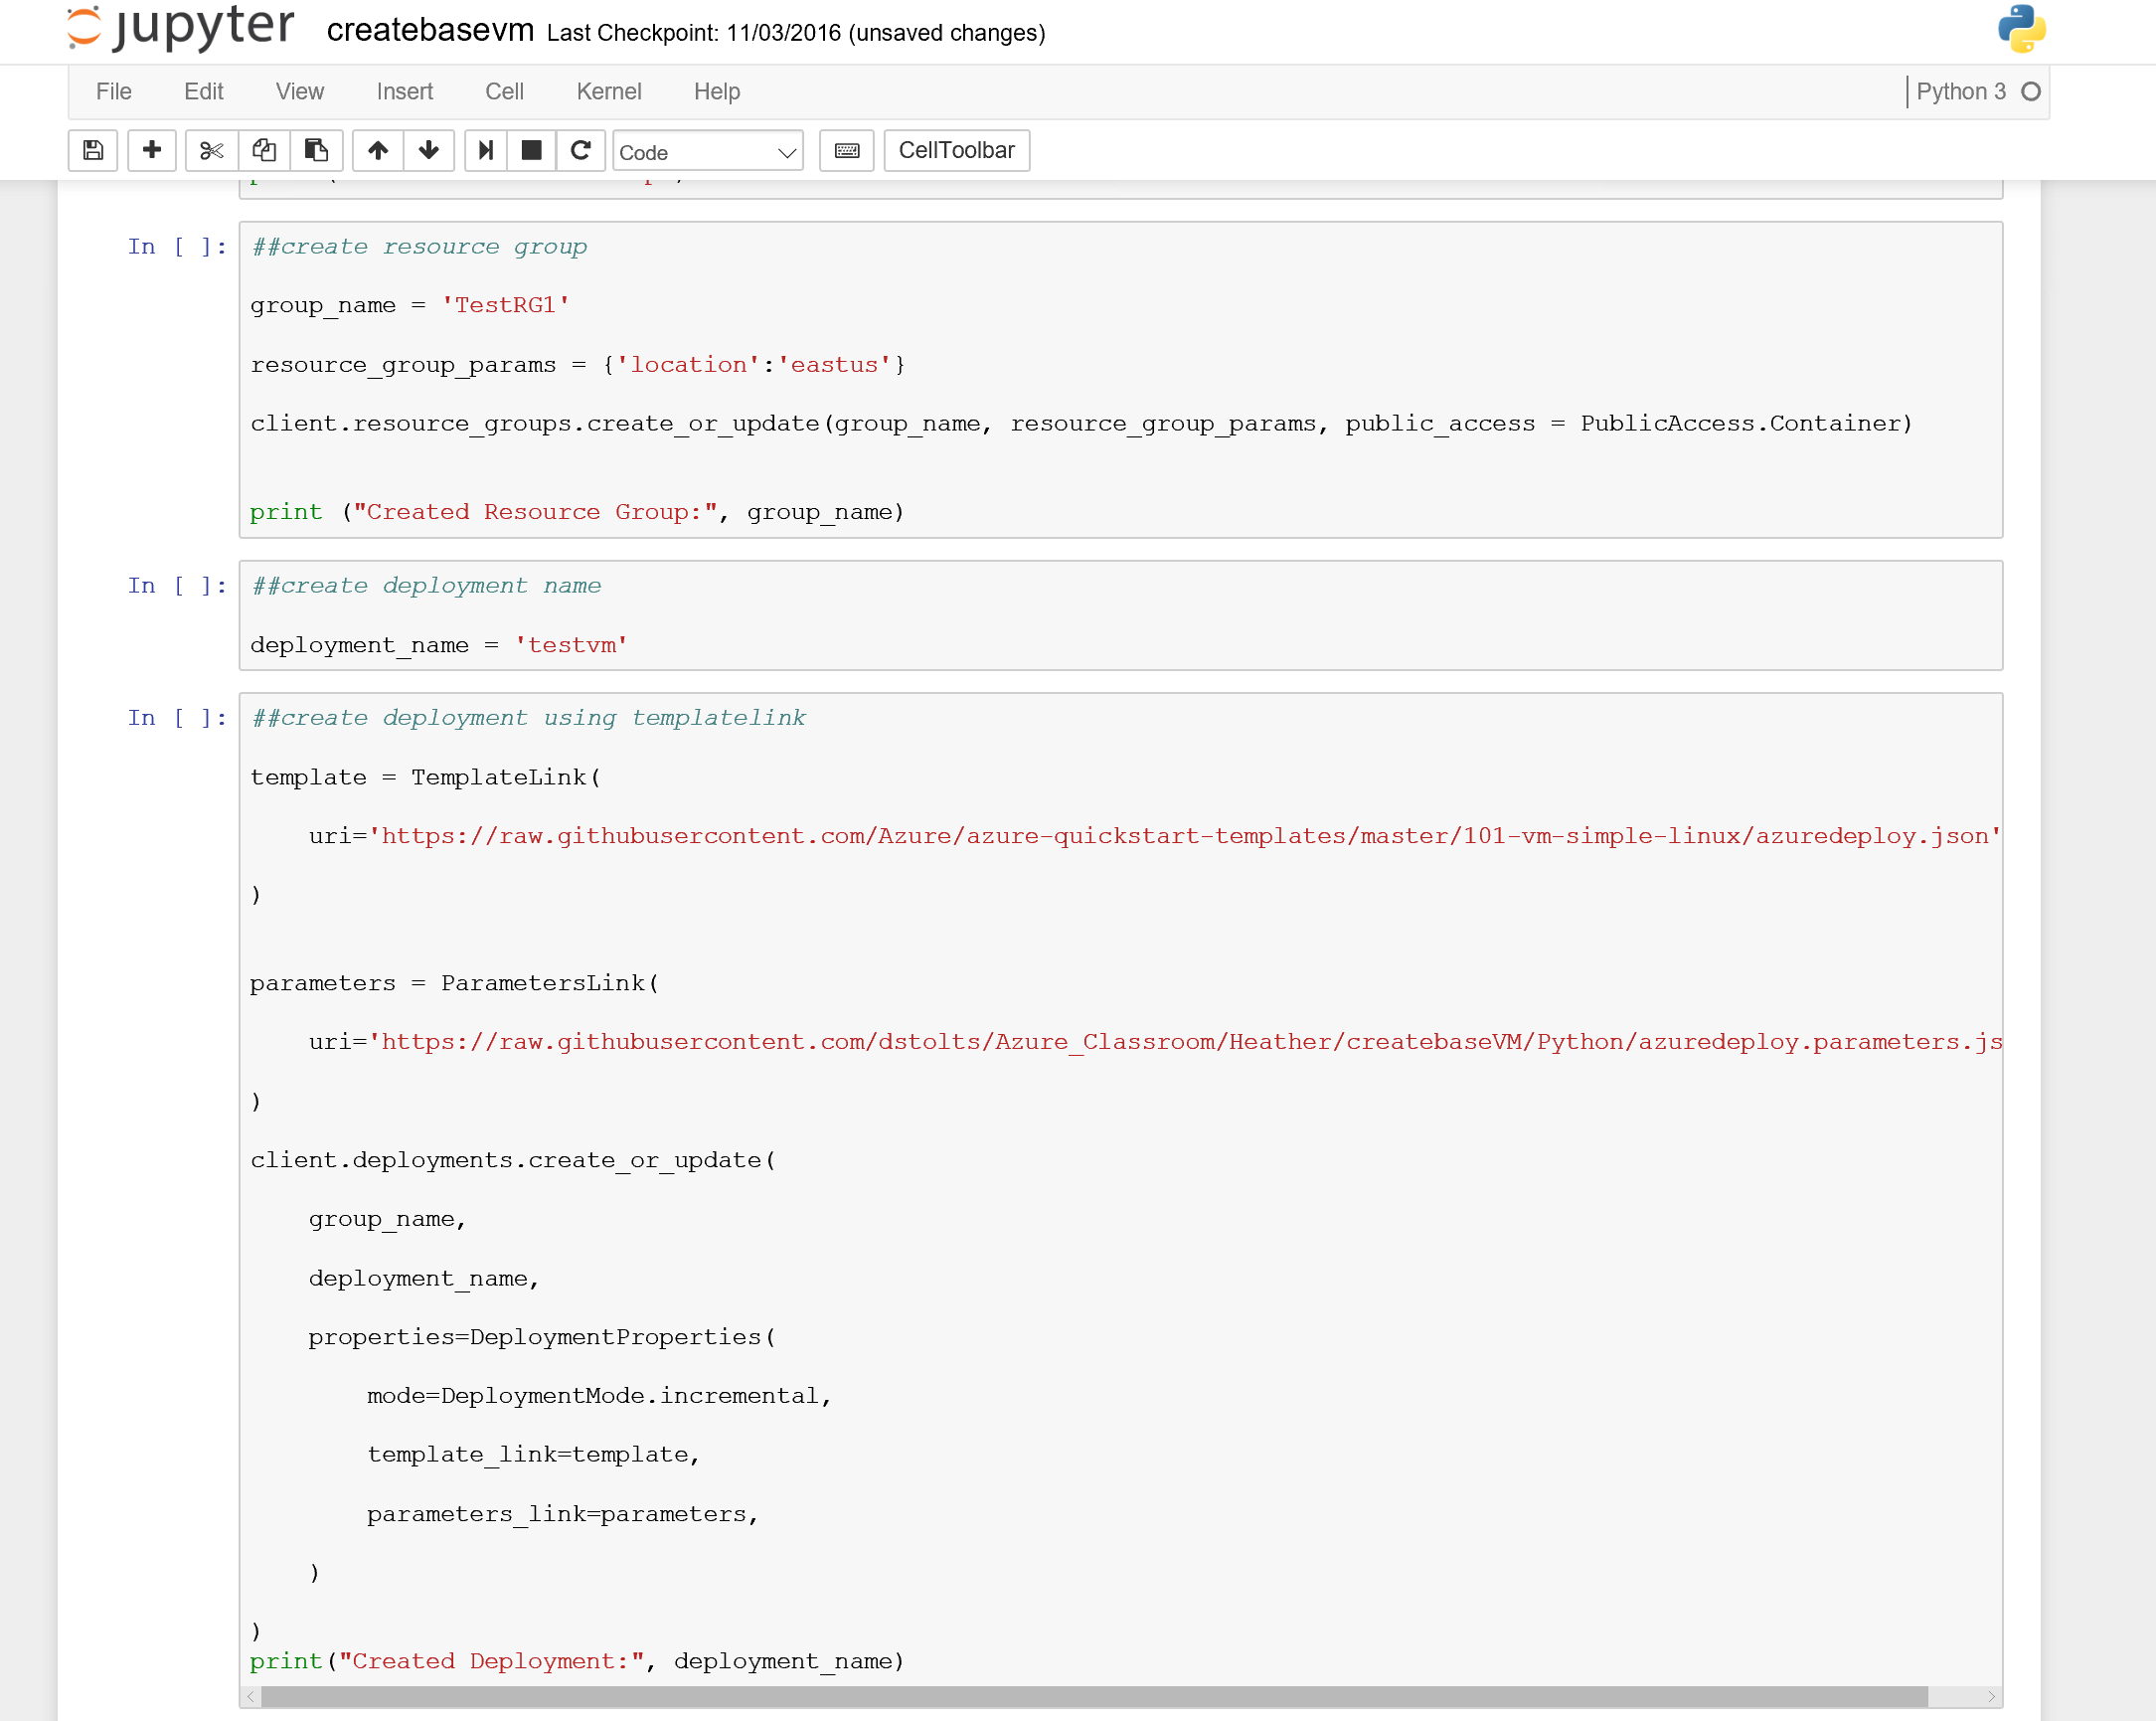 jupyter createbasevm Last Checkpoint: 11/03/2016 (unsaved changes)
File Edit View Insert Cell Kernel Help Python 3
Code CellToolbar
In [ ]: ##create resource group
group_name = 'TestRG1'
resource_group_params = {'location':'eastus'}
client.resource_groups.create_or_update(group_name, resource_group_params, public_access = PublicAccess.Container)
print ("Created Resource Group:", group_name)
In [ ]: ##create deployment name
deployment_name = 'testvm'
In [ ]: ##create deployment using templatelink
template = TemplateLink(
uri='https://raw.githubusercontent.com/Azure/azure-quickstart-templates/master/101-vm-simple-linux/azuredeploy.json'
)
parameters = ParametersLink(
uri='https://raw.githubusercontent.com/dstolts/Azure_Classroom/Heather/createbaseVM/Python/azuredeploy.parameters.js
)
client.deployments.create_or_update(
group_name,
deployment_name,
properties=DeploymentProperties(
mode=DeploymentMode.incremental,
template_link=template,
parameters_link=parameters,
)
)
print("Created Deployment:", deployment_name)